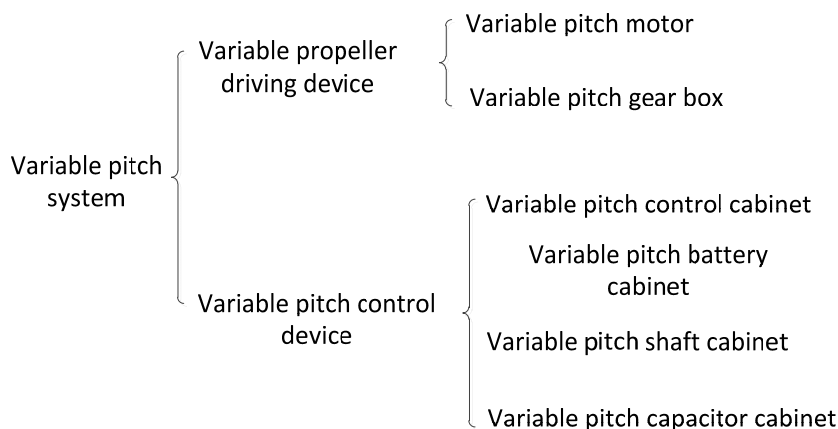 Variable pitch motor
Variable propeller
driving device
Variable pitch gear box
Variable pitch
system
Variable pitch control cabinet
Variable pitch battery
cabinet
Variable pitch control
device
Variable pitch shaft cabinet
Variable pitch capacitor cabinet